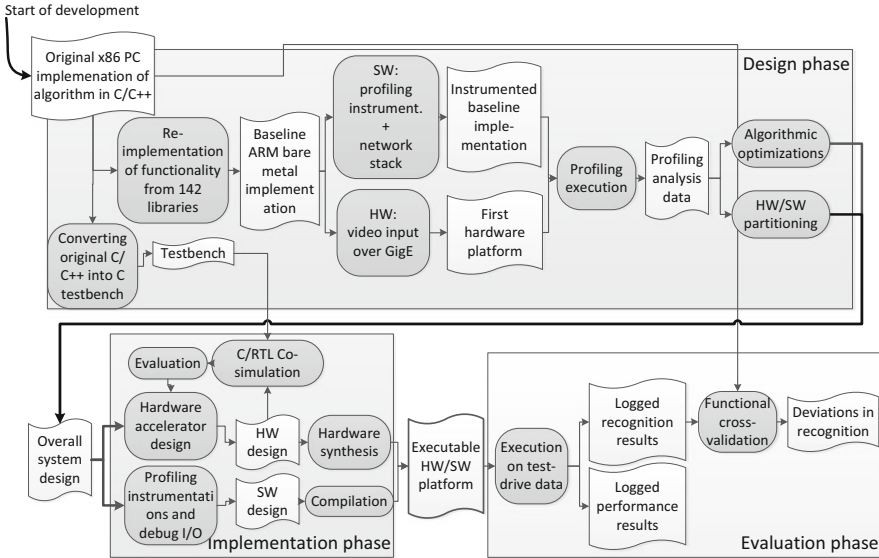 Start of development
Original x86 PC
implemenation of
algorithm in C/C++
Design phase
Re-
implementation
of functionality
from 142
libraries
Baseline
ARM bare
metal
implement
ation
SW:
profiling
instrument.
+
network
stack
Instrumented
baseline
imple-
mentation
HW:
video input
over GigE
First
hardware
platform
Profiling
execution
Profiling
analysis
data
Algorithmic
optimizations
HW/SW
partitioning
Converting
original C/
C++ into C
testbench
Testbench
Evaluation
C/RTL Co-
simulation
Overall
system
design
Hardware
accelerator
design
HW
design
Hardware
synthesis
Profiling
instrumentati
ons and
debug I/O
SW
design
Compilation
Implementation phase
Executable
HW/SW
platform
Execution
on test-
drive data
Logged
recognition
results
Logged
performance
results
Functional
cross-
validation
Deviations in
recognition
Evaluation phase